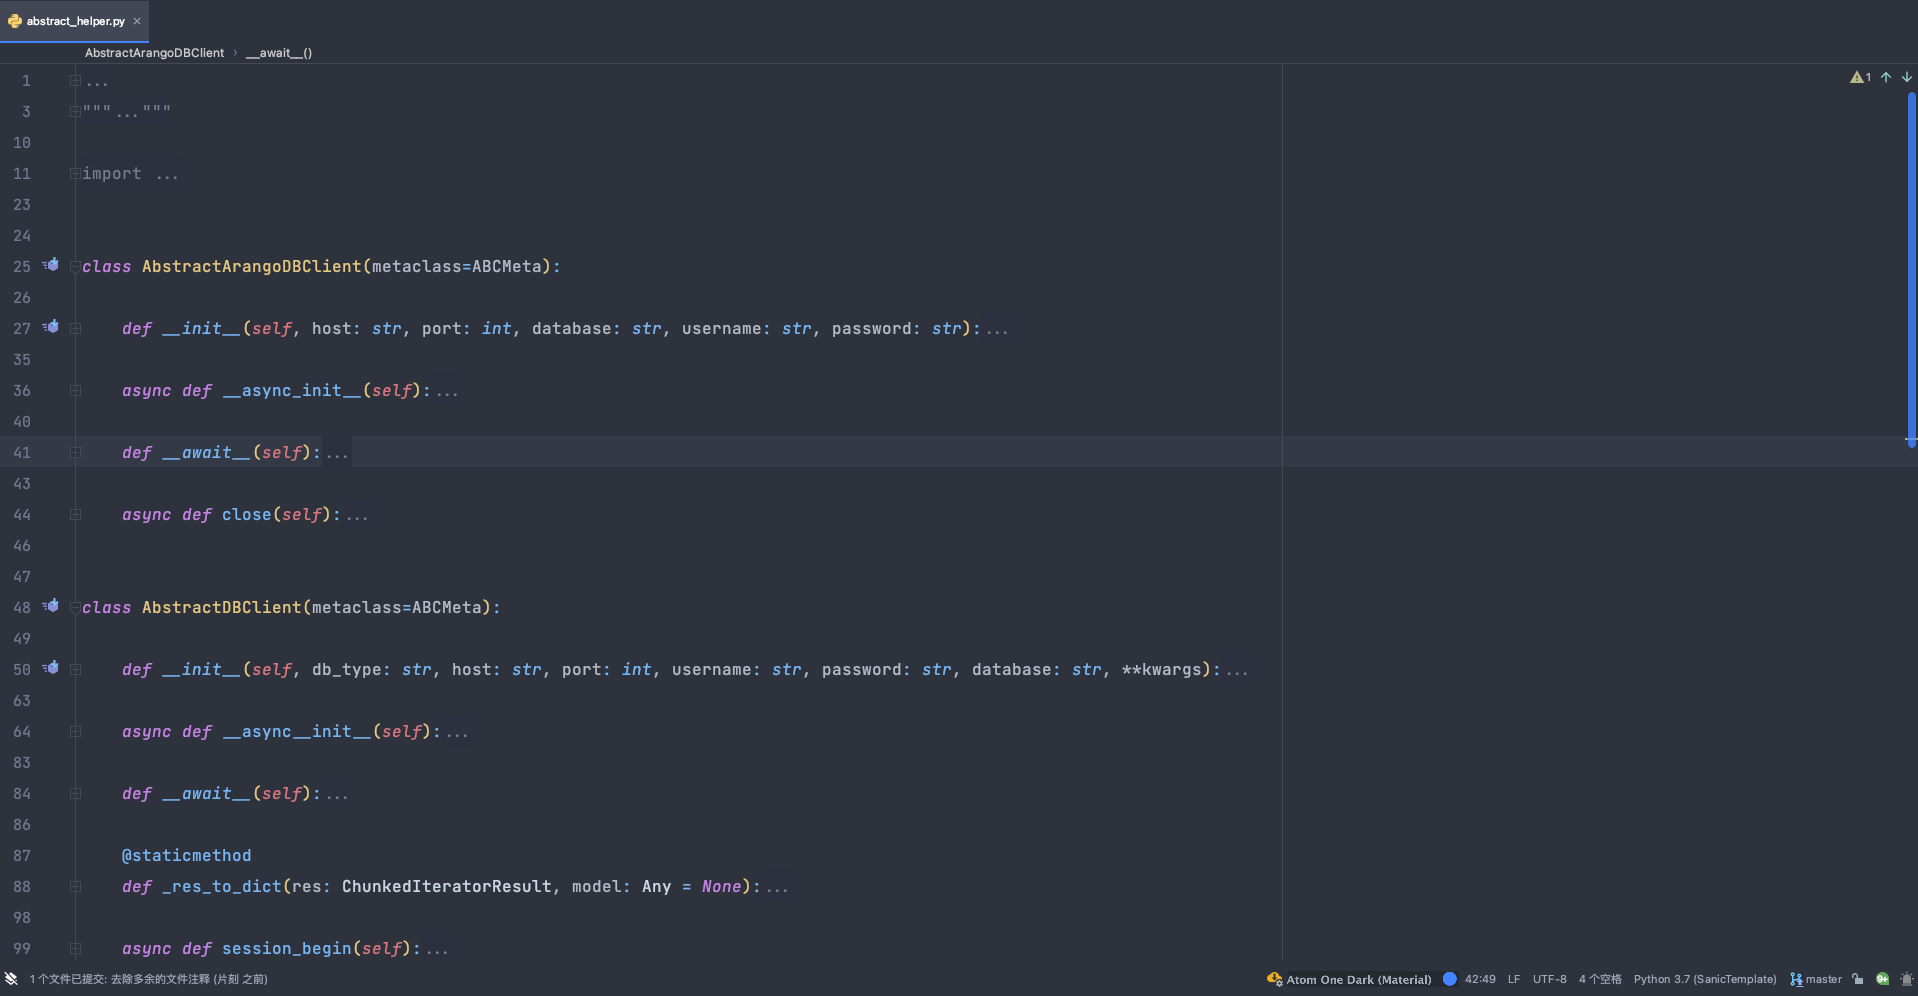 abstract_helper.py ×
AbstractArangoDBClient › __await__()
1 ...
1
3 """..."""
10
11 import ...
23
24
25 class AbstractArangoDBClient(metaclass=ABCMeta):
26
27 def __init__(self, host: str, port: int, database: str, username: str, password: str):...
35
36 async def __async_init__(self):...
40
41 def __await__(self):...
43
44 async def close(self):...
46
47
48 class AbstractDBClient(metaclass=ABCMeta):
49
50 def __init__(self, db_type: str, host: str, port: int, username: str, password: str, database: str, **kwargs):...
63
64 async def __async__init__(self):...
83
84 def __await__(self):...
86
87 @staticmethod
88 def _res_to_dict(res: ChunkedIteratorResult, model: Any = None):...
98
99 async def session_begin(self):...
1 个文件已提交: 去除多余的文件注释 (片刻 之前)
Atom One Dark (Material) 42:49 LF UTF-8 4 个空格 Python 3.7 (SanicTemplate) master 9+